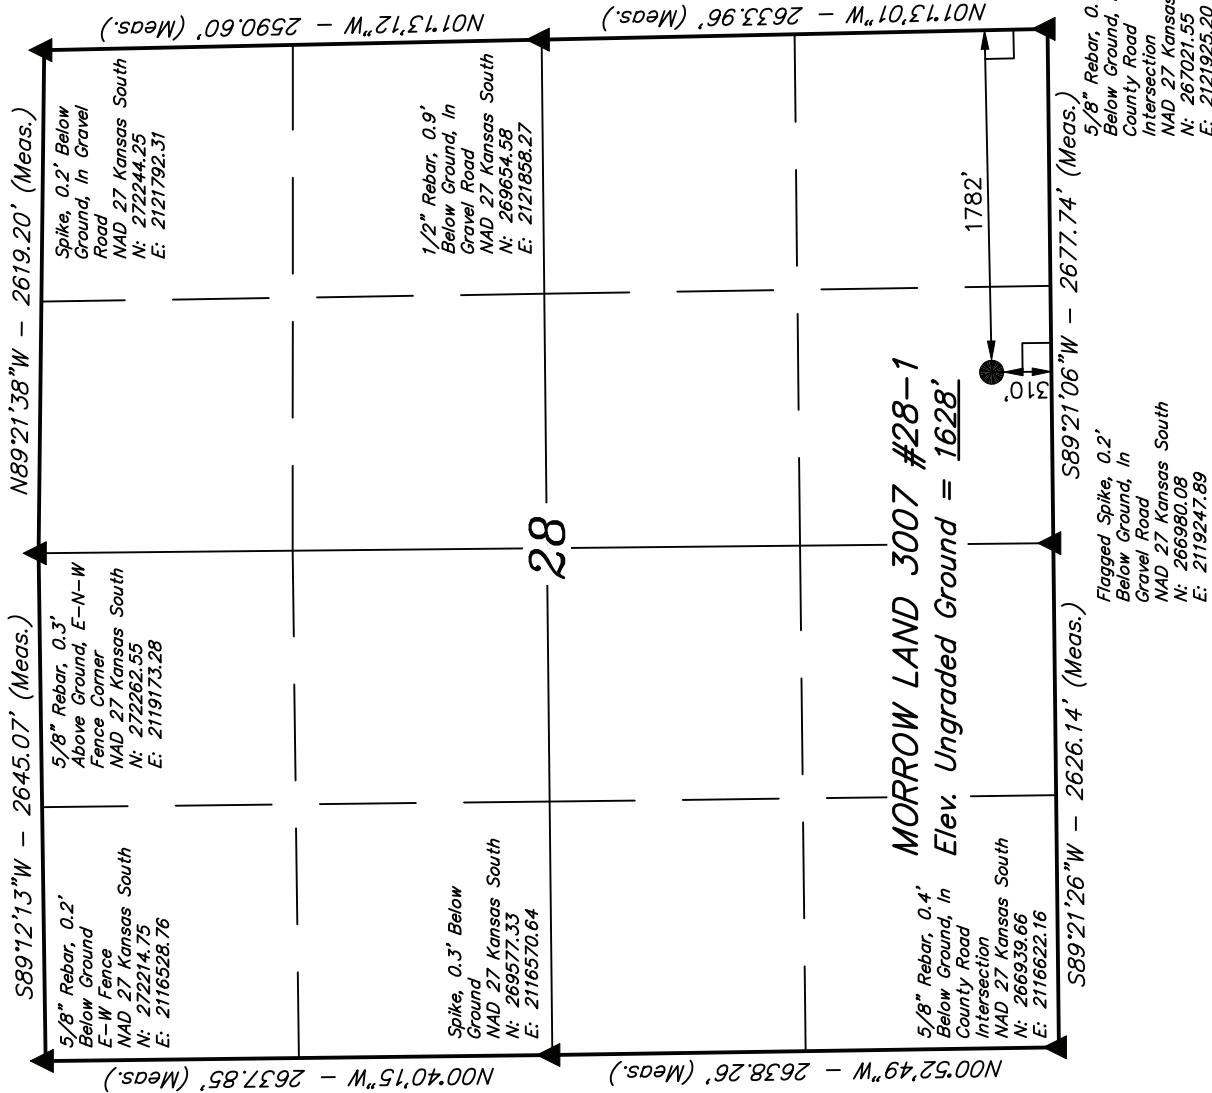 S89°12'13"W – 2645.07' (Meas.)
N89°21'38"W – 2619.20' (Meas.)
5/8" Rebar, 0.2'
Below Ground
E–W Fence
NAD 27 Kansas South
N: 272214.75
E: 2116528.76
5/8" Rebar, 0.3'
Above Ground, E–N–W
Fence Corner
NAD 27 Kansas South
N: 272262.55
E: 2119173.28
Spike, 0.2' Below
Ground, In Gravel
Road
NAD 27 Kansas South
N: 272244.25
E: 2121792.31
N00°40'15"W – 2637.85' (Meas.)
N01°13'12"W – 2590.60' (Meas.)
Spike, 0.3' Below
Ground
NAD 27 Kansas South
N: 269577.33
E: 2116570.64
28
1/2" Rebar, 0.9'
Below Ground, In
Gravel Road
NAD 27 Kansas South
N: 269654.58
E: 2121858.27
N00°52'49"W – 2638.26' (Meas.)
N01°13'01"W – 2633.96' (Meas.)
MORROW LAND 3007 #28–1
Elev. Ungraded Ground = 1628'
1782'
310'
5/8" Rebar, 0.4'
Below Ground, In
County Road
Intersection
NAD 27 Kansas South
N: 266939.66
E: 2116622.16
S89°21'26"W – 2626.14' (Meas.)
S89°21'06"W – 2677.74' (Meas.)
Flagged Spike, 0.2'
Below Ground, In
Gravel Road
NAD 27 Kansas South
N: 266980.08
E: 2119247.89
5/8" Rebar, 0.
Below Ground,
County Road
Intersection
NAD 27 Kansas
N: 267021.55
E: 2121925.20